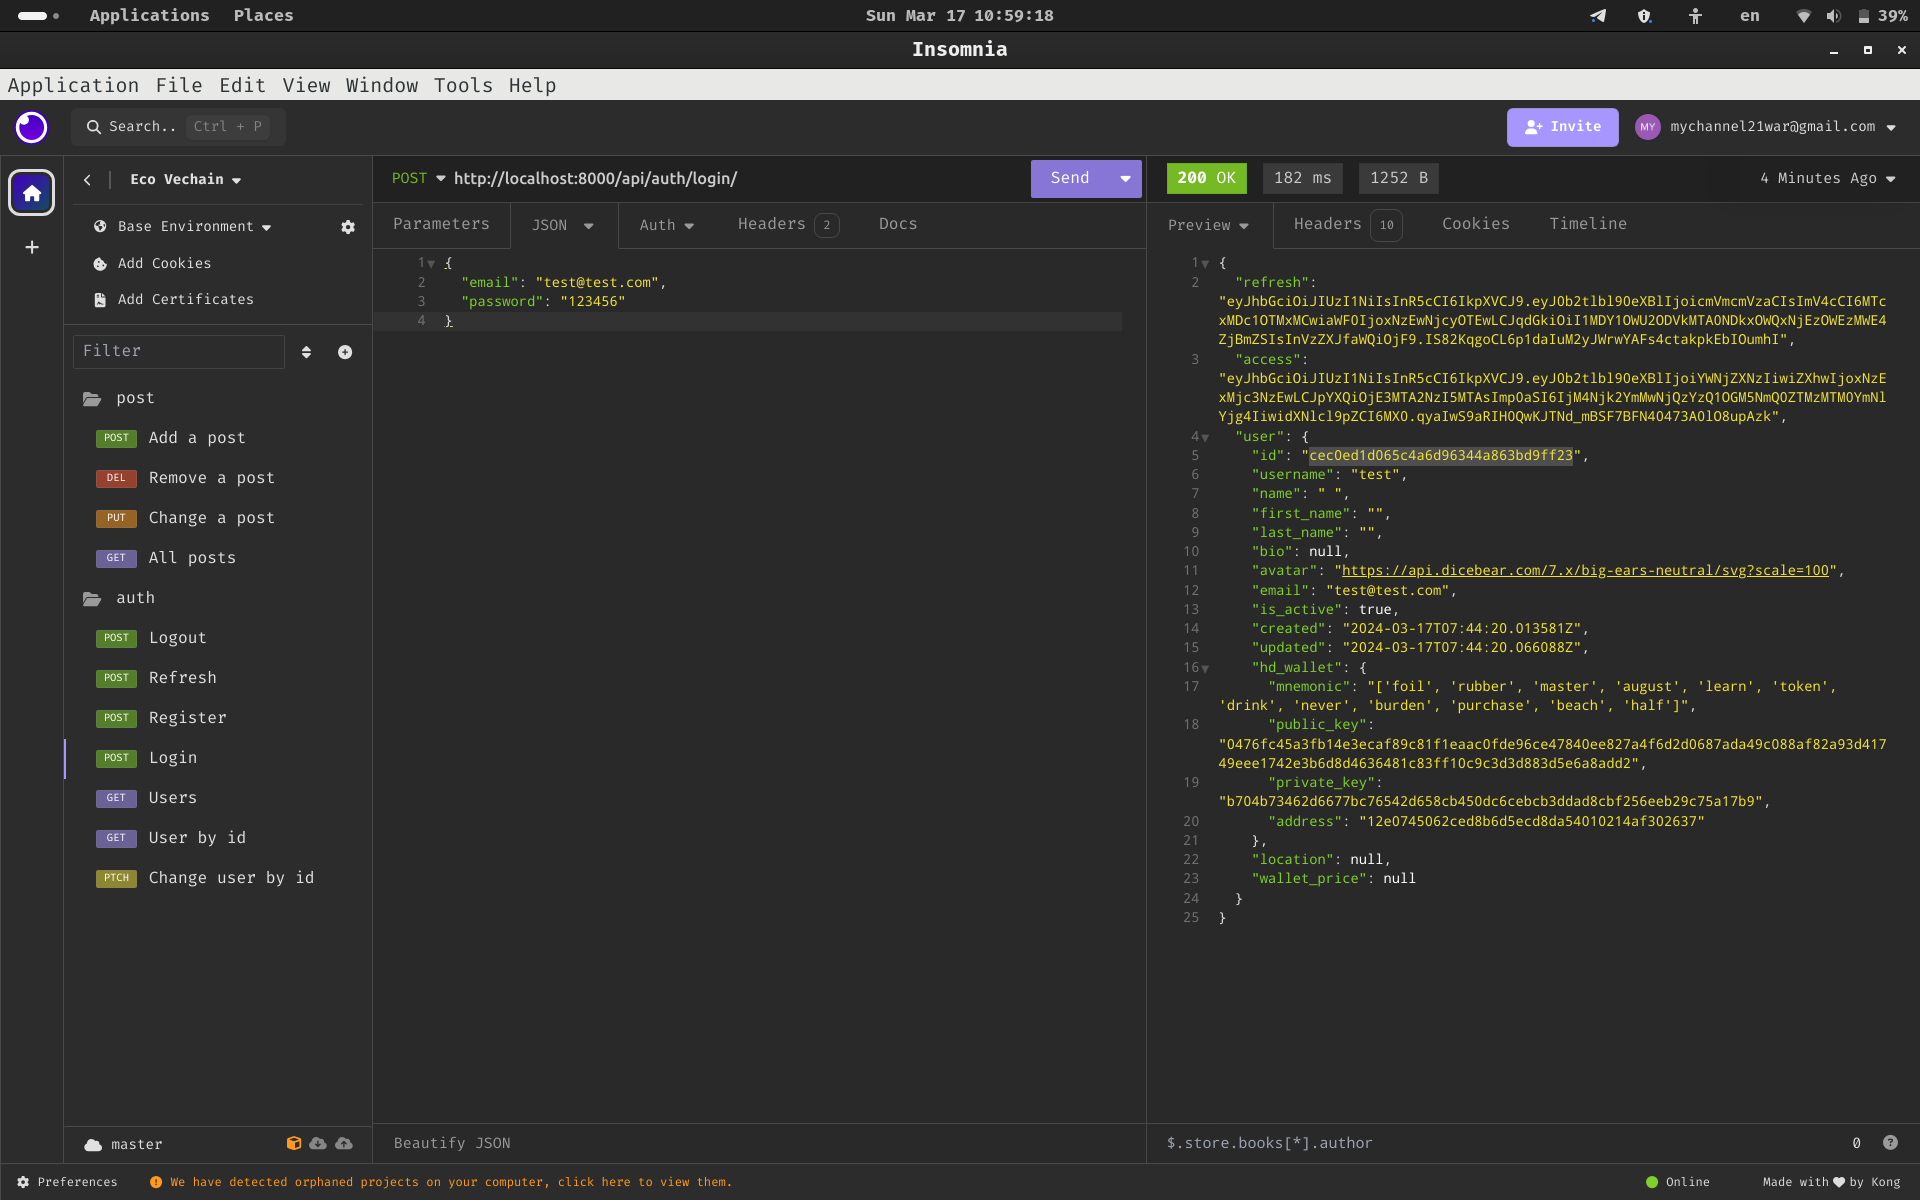 Applications Places
Sun Mar 17 10:59:18
en
39%
Insomnia
Application File Edit View Window Tools Help
Search.. Ctrl + P
Invite
MY
mychannel21war@gmail.com
Eco Vechain
Base Environment
Add Cookies
Add Certificates
Filter
post
POST Add a post
DEL Remove a post
PUT Change a post
GET All posts
auth
POST Logout
POST Refresh
POST Register
POST Login
GET Users
GET User by id
PTCH Change user by id
master
POST http://localhost:8000/api/auth/login/
Send
Parameters JSON Auth Headers 2 Docs
1 {
2 "email": "test@test.com",
3 "password": "123456"
4 }
Beautify JSON
200 OK 182 ms 1252 B
4 Minutes Ago
Preview Headers 10 Cookies Timeline
1 {
2 "refresh":
3 "access":
4 "user": {
5 "id": "cec0ed1d065c4a6d96344a863bd9ff23",
6 "username": "test",
7 "name": " ",
8 "first_name": "",
9 "last_name": "",
10 "bio": null,
11 "avatar": "https://api.dicebear.com/7.x/big-ears-neutral/svg?scale=100",
12 "email": "test@test.com",
13 "is_active": true,
14 "created": "2024-03-17T07:44:20.013581Z",
15 "updated": "2024-03-17T07:44:20.066088Z",
16 "hd_wallet": {
17 "mnemonic": "['foil', 'rubber', 'master', 'august', 'learn', 'token',
'drink', 'never', 'burden', 'purchase', 'beach', 'half']",
18 "public_key":
"0476fc45a3fb14e3ecaf89c81f1eaac0fde96ce47840ee827a4f6d2d0687ada49c088af82a93d417
49eee1742e3b6d8d4636481c83ff10c9c3d3d883d5e6a8add2",
19 "private_key":
"b704b73462d6677bc76542d658cb450dc6cebcb3ddad8cbf256eeb29c75a17b9",
20 "address": "12e0745062ced8b6d5ecd8da54010214af302637"
21 },
22 "location": null,
23 "wallet_price": null
24 }
25 }
$.store.books[*].author
0
Preferences
We have detected orphaned projects on your computer, click here to view them.
Online
Made with by Kong